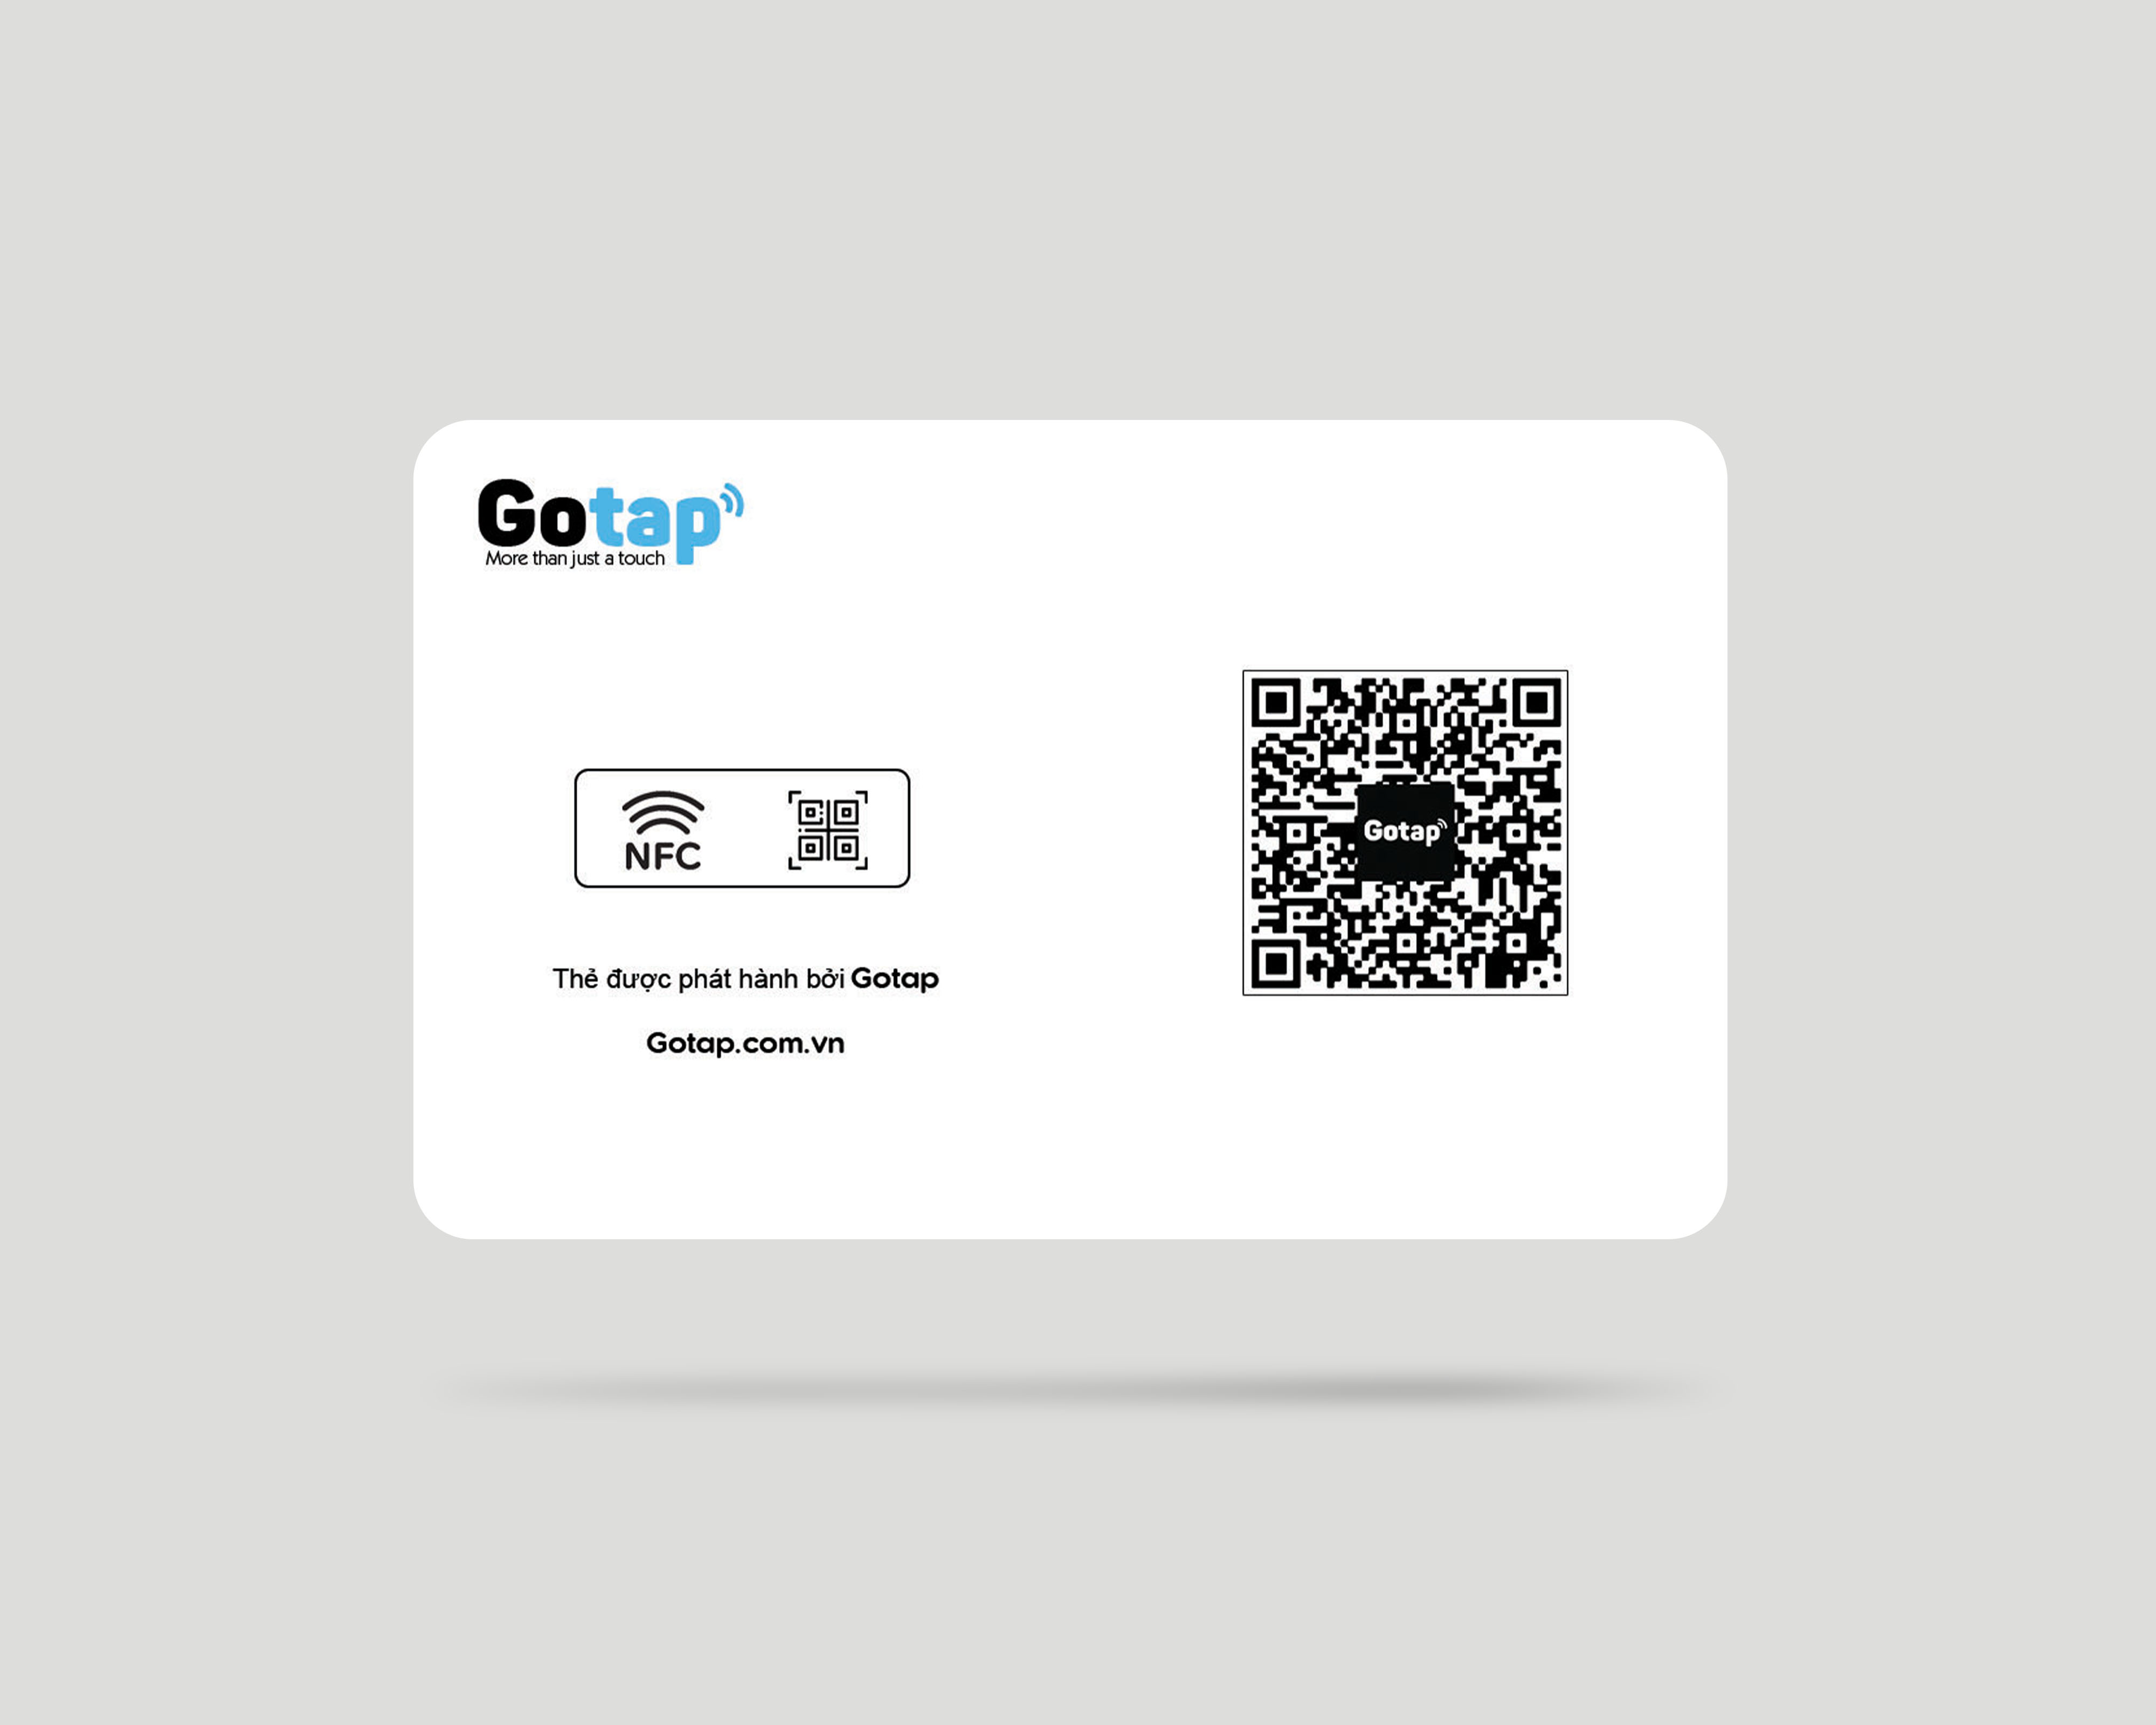 Gotap
More than just a touch
NFC
Gotap
Thẻ được phát hành bởi Gotap
Gotap.com.vn